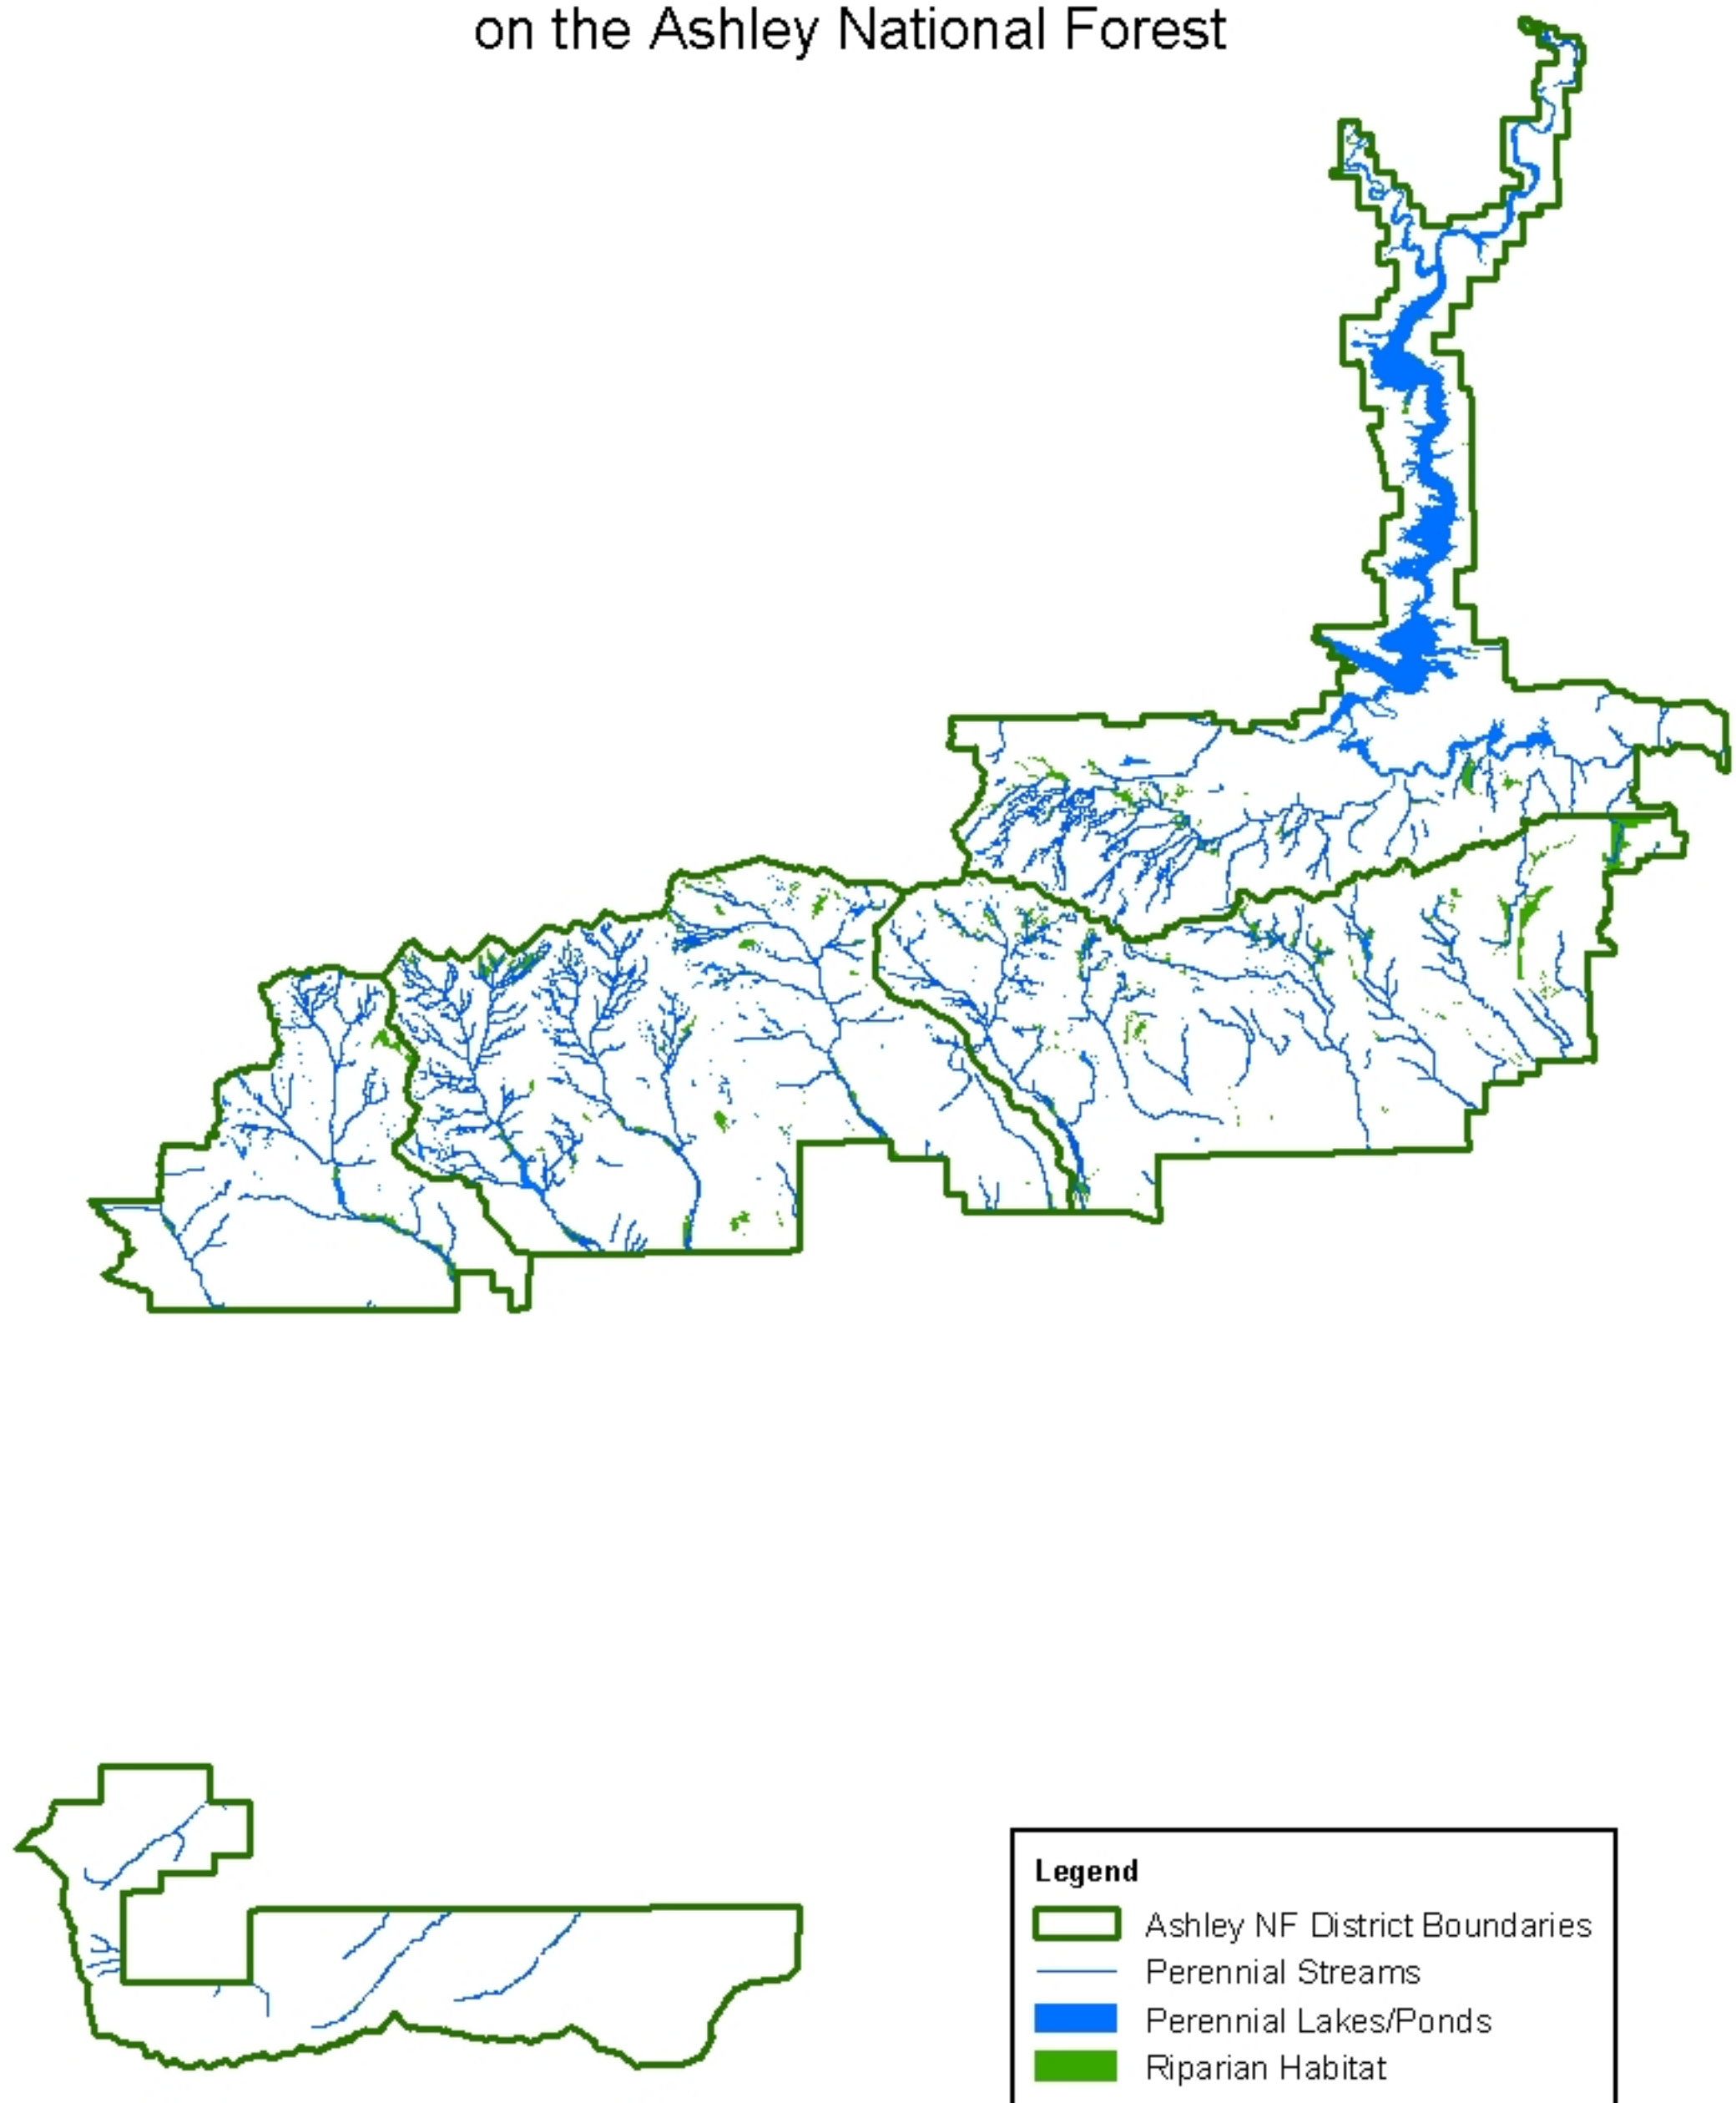 on the Ashley National Forest
Legend
Ashley NF District Boundaries
Perennial Streams
Perennial Lakes/Ponds
Riparian Habitat